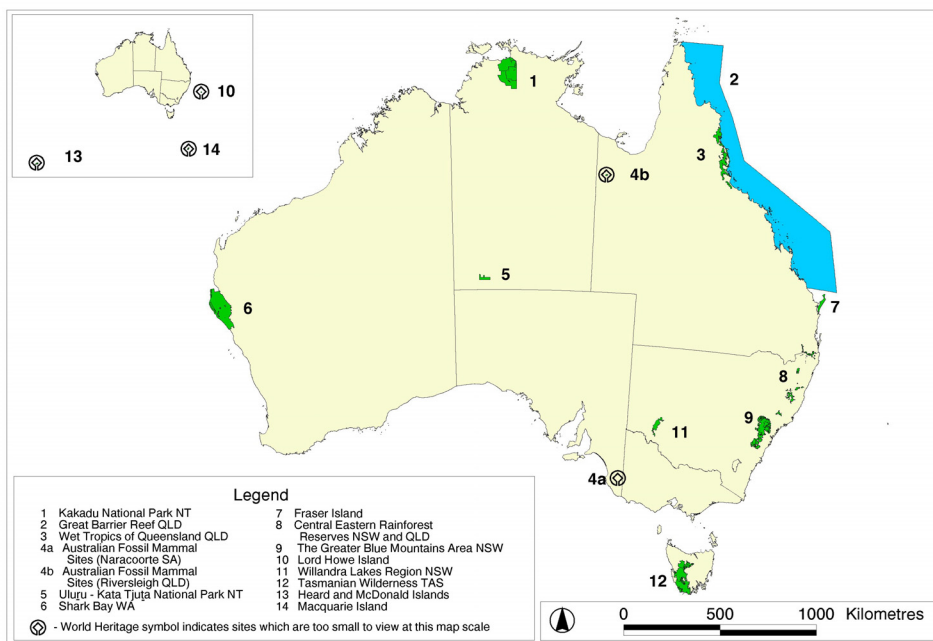 10
13
14
1
2
3
4b
5
6
7
8
9
11
4a
12
Legend
1 Kakadu National Park NT
2 Great Barrier Reef QLD
3 Wet Tropics of Queensland QLD
4a Australian Fossil Mammal
Sites (Naracoorte SA)
4b Australian Fossil Mammal
Sites (Riversleigh QLD)
5 Uluṟu - Kata Tjuṯa National Park NT
6 Shark Bay WA
7 Fraser Island
8 Central Eastern Rainforest
Reserves NSW and QLD
9 The Greater Blue Mountains Area NSW
10 Lord Howe Island
11 Willandra Lakes Region NSW
12 Tasmanian Wilderness TAS
13 Heard and McDonald Islands
14 Macquarie Island
- World Heritage symbol indicates sites which are too small to view at this map scale
0 500 1000 Kilometres